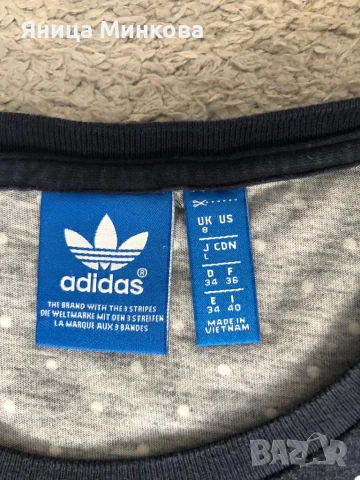 Яница Минкова
adidas®
THE BRAND WITH THE 3 STRIPES
DIE WELTMARKE MIT DEN 3 STREIFEN
LA MARQUE AUX 3 BANDES
UK US
8
J CDN
L
D F
34 36
E I
34 40
MADE IN
VIETNAM
bazar